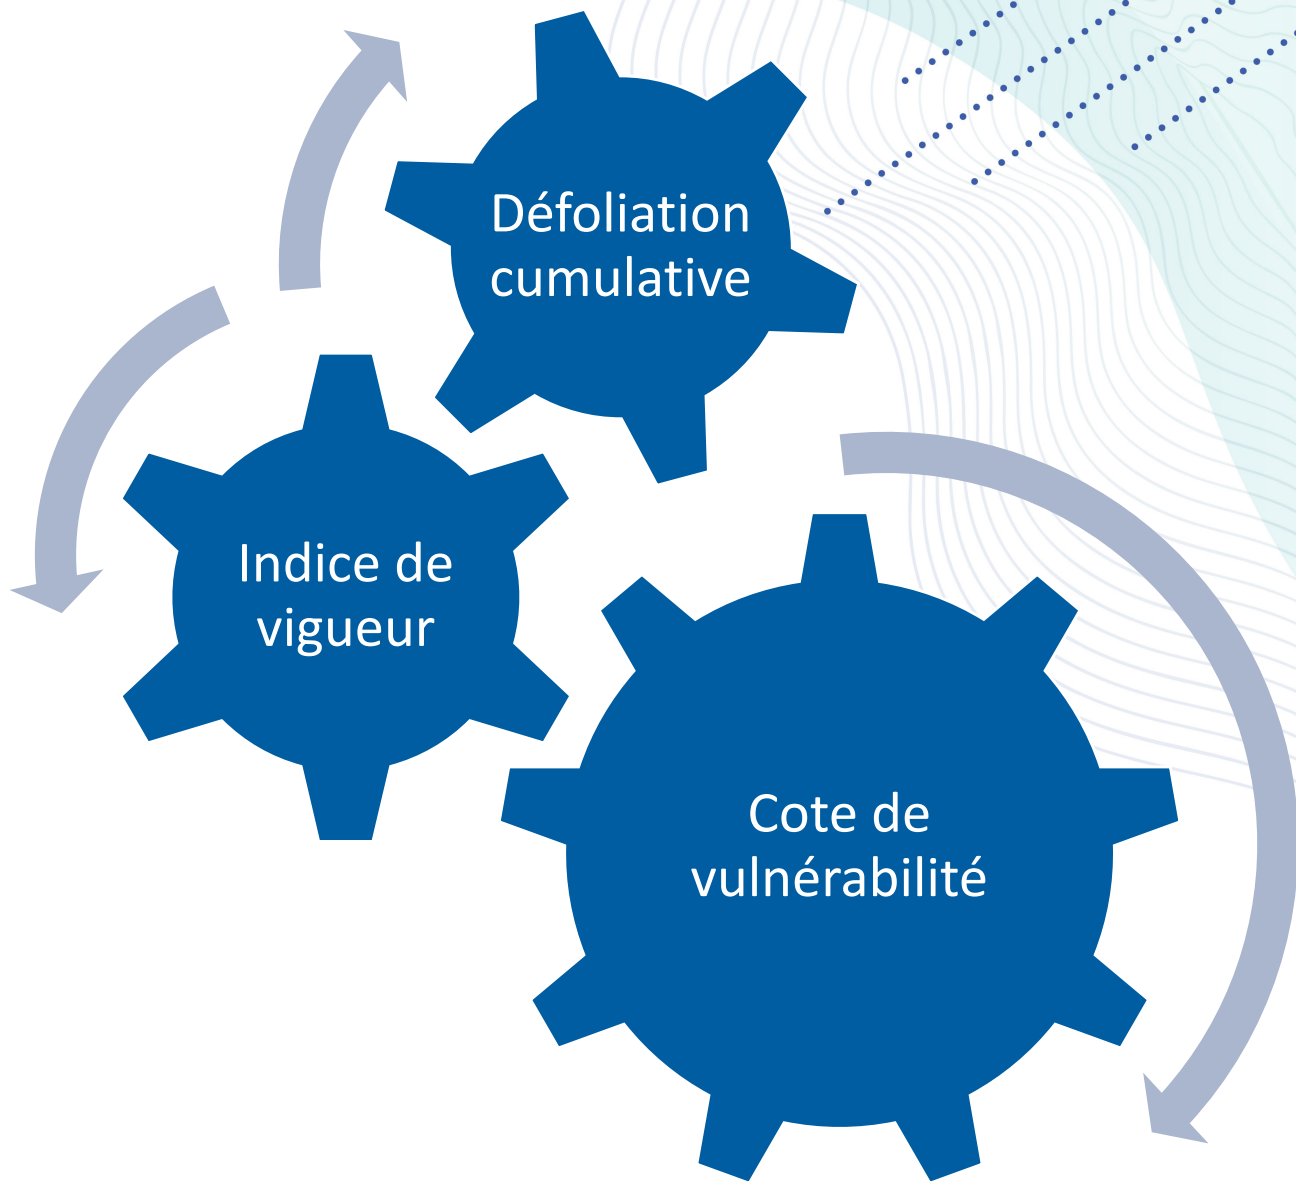 Défoliation
cumulative
Indice de
vigueur
Cote de
vulnérabilité